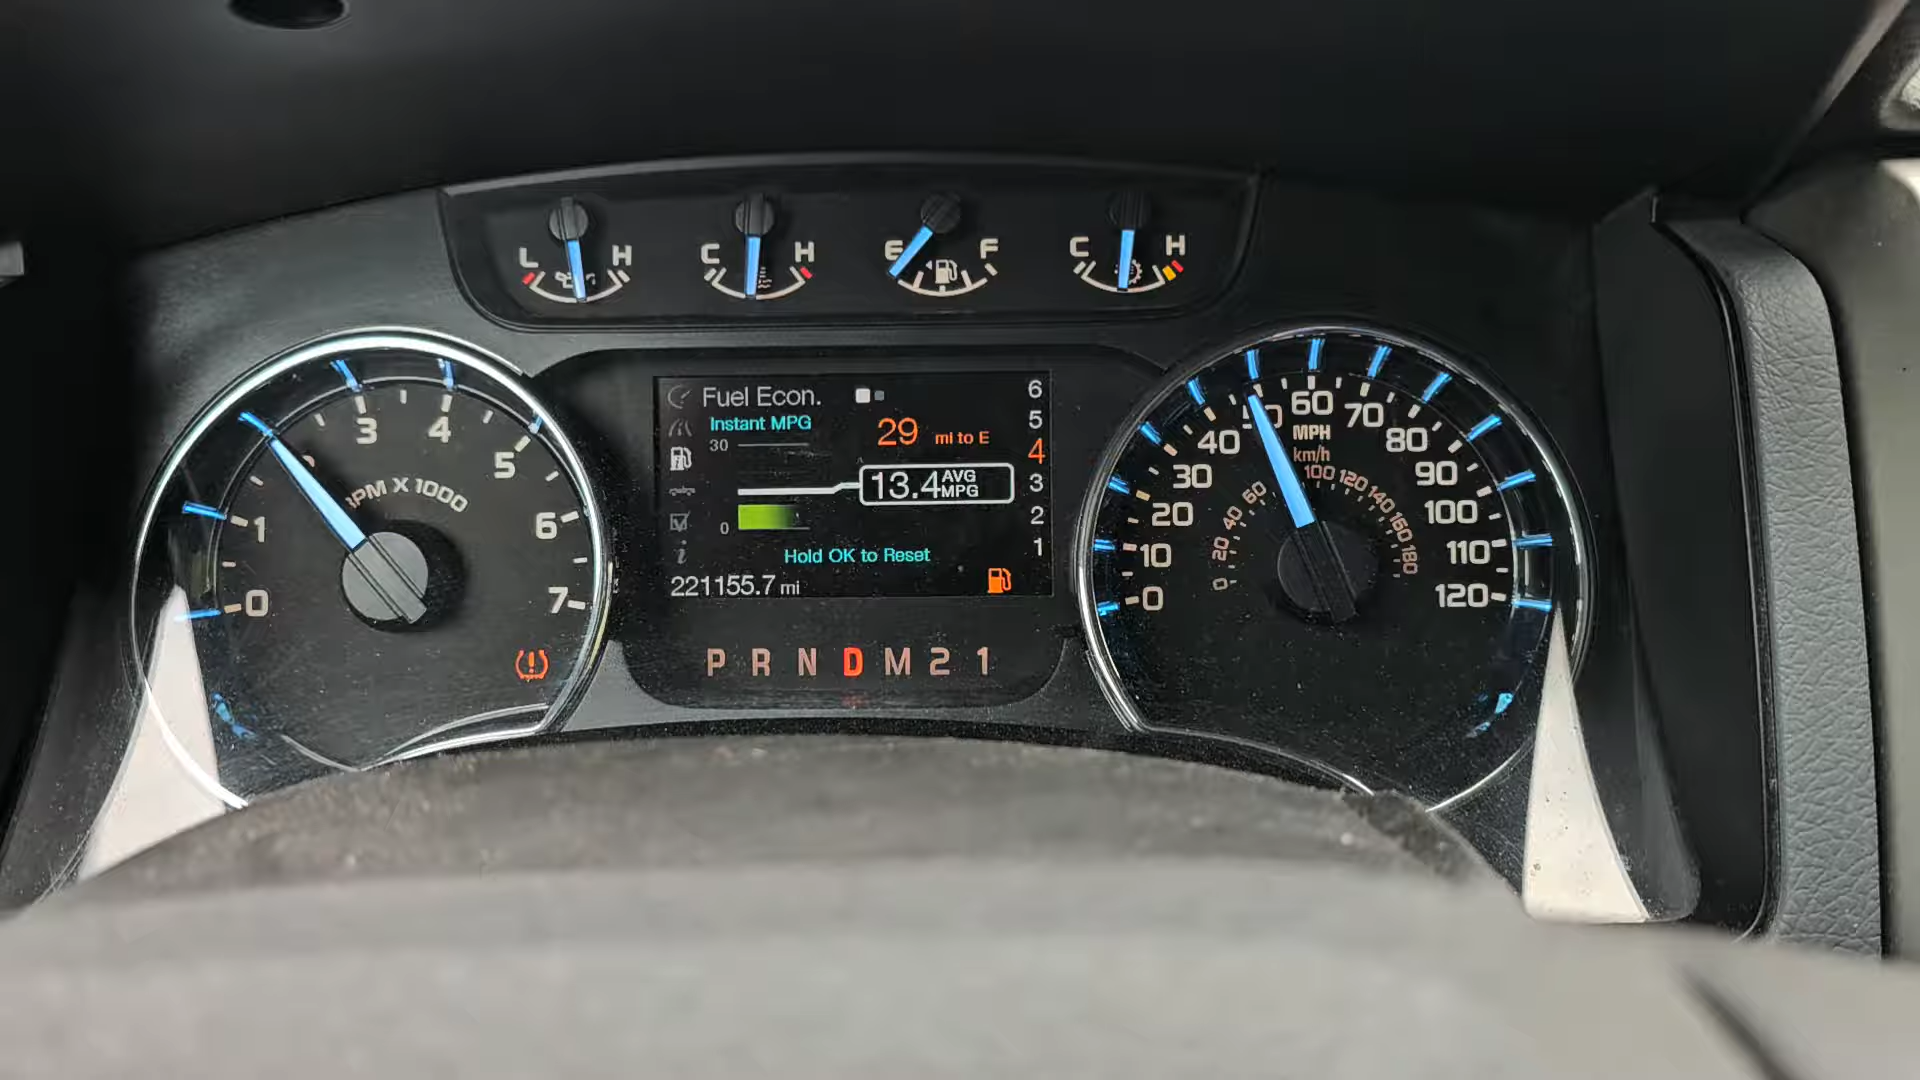 L H
C H
E F
C H
Fuel Econ.
Instant MPG
30
29 mi to E
13.4 AVG MPG
0
Hold OK to Reset
221155.7 mi
6
5
4
3
2
1
P R N D M 2 1
0
1
3
4
5
6
7
RPM X 1000
0
10
20
30
40
50
60
70
80
90
100
110
120
MPH
km/h
0
20
40
60
100
120
140
160
180